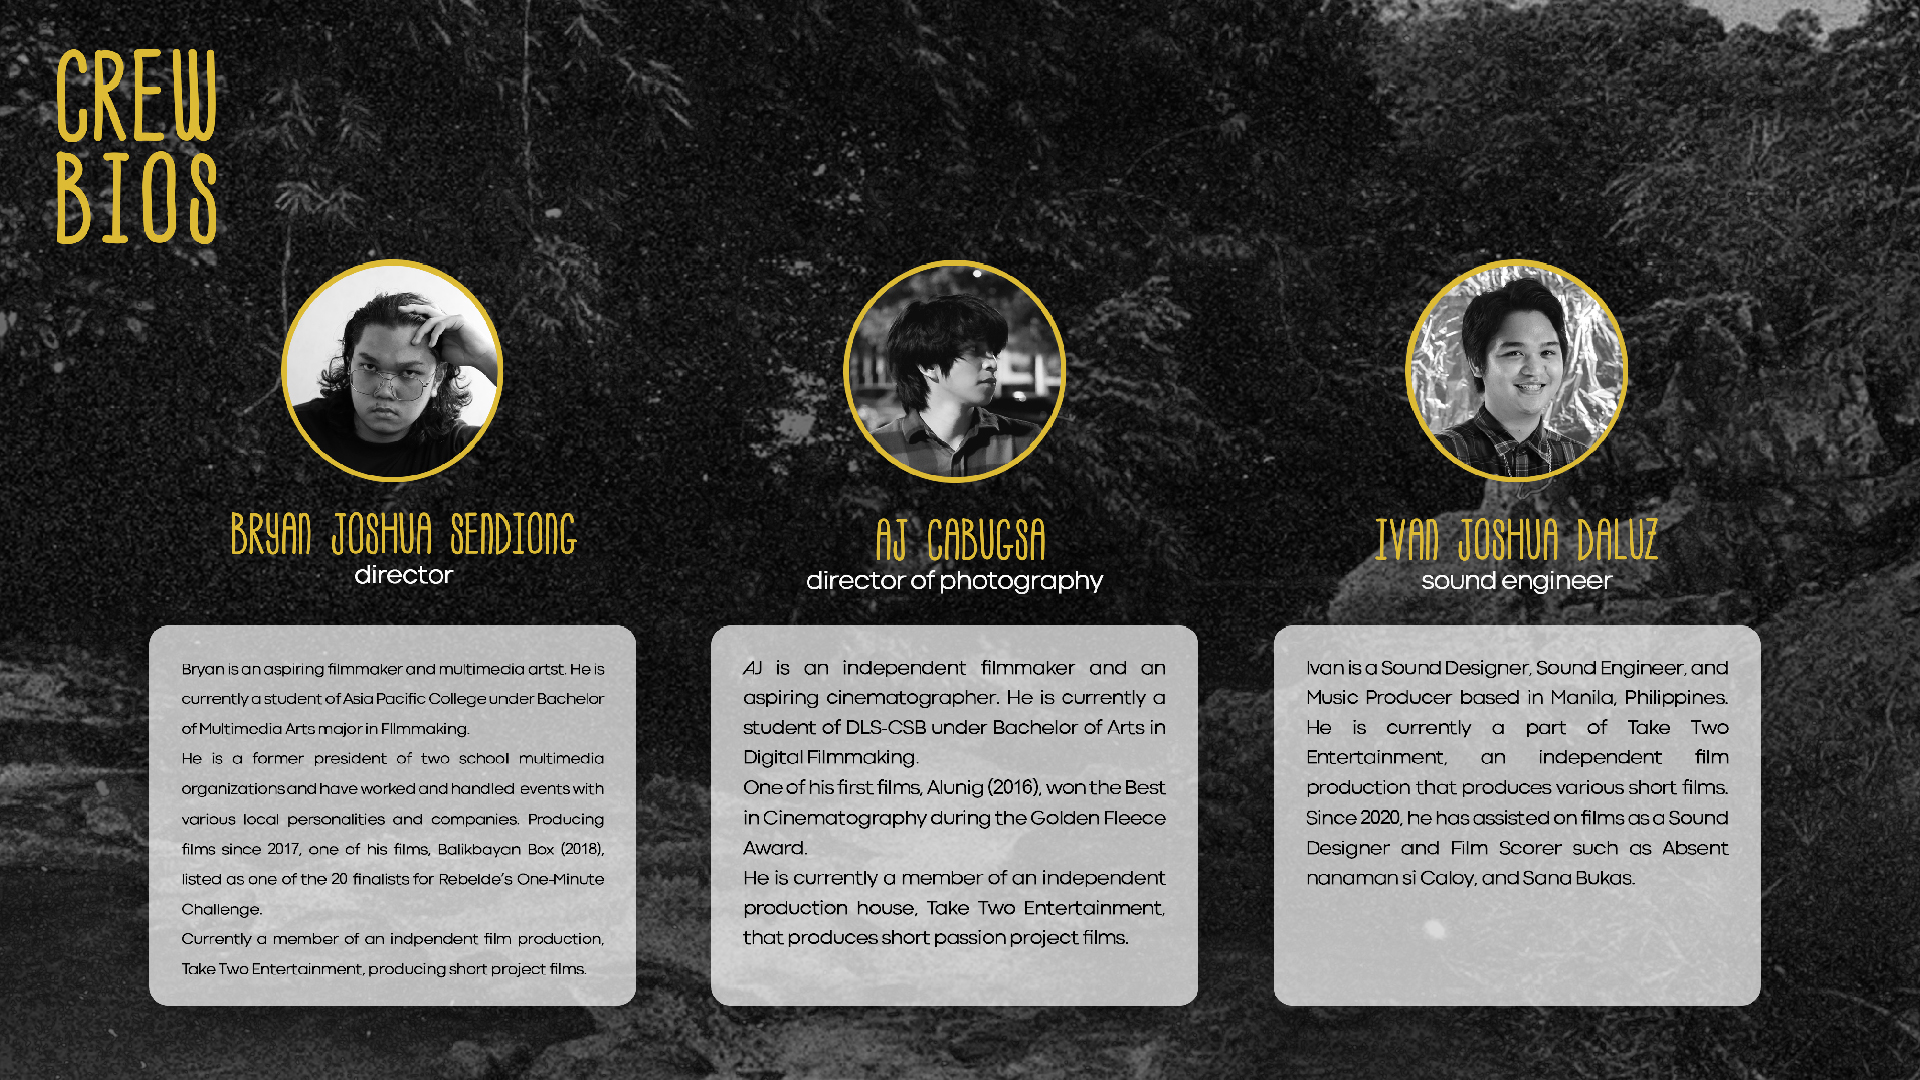 CREW
BIOS
BRYAN JOSHUA SENDIONG
director
Bryan is an aspiring filmmaker and multimedia artst. He is
currently a student of Asia Pacific College under Bachelor
of Multimedia Arts major in FIlmmaking.
He is a former president of two school multimedia
organizations and have worked and handled events with
various local personalities and companies. Producing
films since 2017, one of his films, Balikbayan Box (2018),
listed as one of the 20 finalists for Rebelde's One-Minute
Challenge.
Currently a member of an indpendent film production,
Take Two Entertainment, producing short project films.
AJ CABUGSA
director of photography
AJ is an independent filmmaker and an
aspiring cinematographer. He is currently a
student of DLS-CSB under Bachelor of Arts in
Digital Filmmaking.
One of his first films, Alunig (2016), won the Best
in Cinematography during the Golden Fleece
Award.
He is currently a member of an independent
production house, Take Two Entertainment,
that produces short passion project films.
IVAN JOSHUA DALUZ
sound engineer
Ivan is a Sound Designer, Sound Engineer, and
Music Producer based in Manila, Philippines.
He is currently a part of Take Two
Entertainment, an independent film
production that produces various short films.
Since 2020, he has assisted on films as a Sound
Designer and Film Scorer such as Absent
nanaman si Caloy, and Sana Bukas.